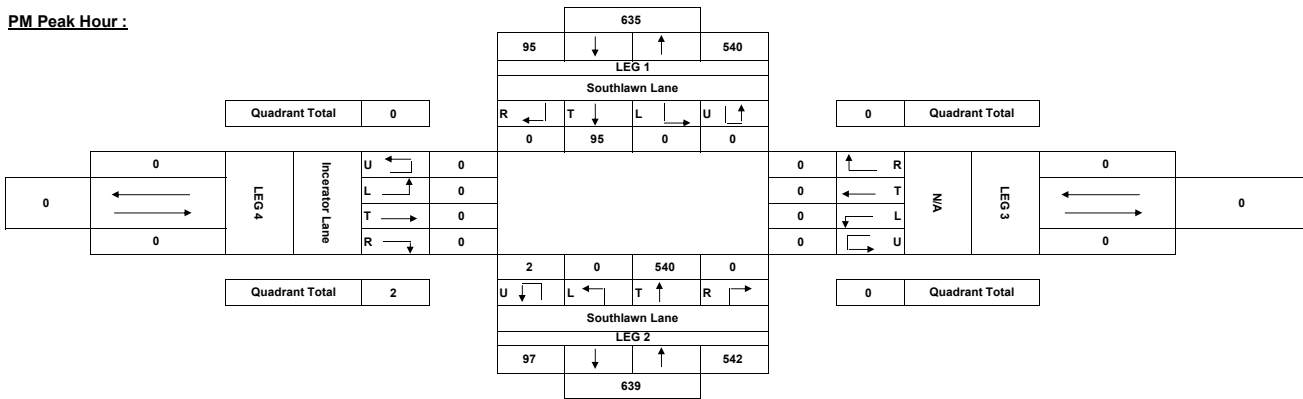 PM Peak Hour :
635
95 540
LEG 1
Southlawn Lane
Quadrant Total 0
R T L U
0 Quadrant Total
0 95 0 0
0
U 0
L 0
T 0
R 0
0
LEG 4
Incerator Lane
0
0 R
0 T
0 L
0 U
N/A
LEG 3
0
0
0
2 0 540 0
Quadrant Total 2
U L T R
0 Quadrant Total
Southlawn Lane
LEG 2
97 542
639